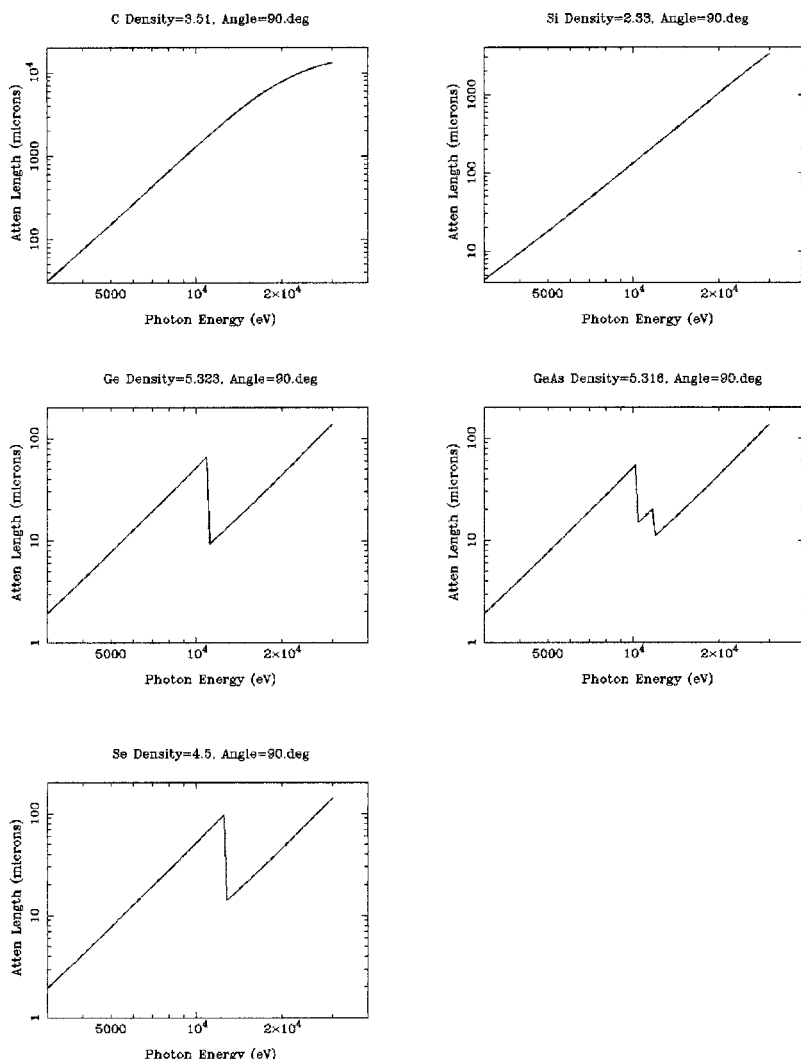 C Density=3.51, Angle=90.deg
Atten Length (microns)
10⁴
1000
100
5000
10⁴
2×10⁴
Photon Energy (eV)
Si Density=2.33, Angle=90.deg
Atten Length (microns)
1000
100
10
5000
10⁴
2×10⁴
Photon Energy (eV)
Ge Density=5.323, Angle=90.deg
Atten Length (microns)
100
10
1
5000
10⁴
2×10⁴
Photon Energy (eV)
GeAs Density=5.316, Angle=90.deg
Atten Length (microns)
100
10
1
5000
10⁴
2×10⁴
Photon Energy (eV)
Se Density=4.5, Angle=90.deg
Atten Length (microns)
100
10
1
5000
10⁴
2×10⁴
Photon Energy (eV)